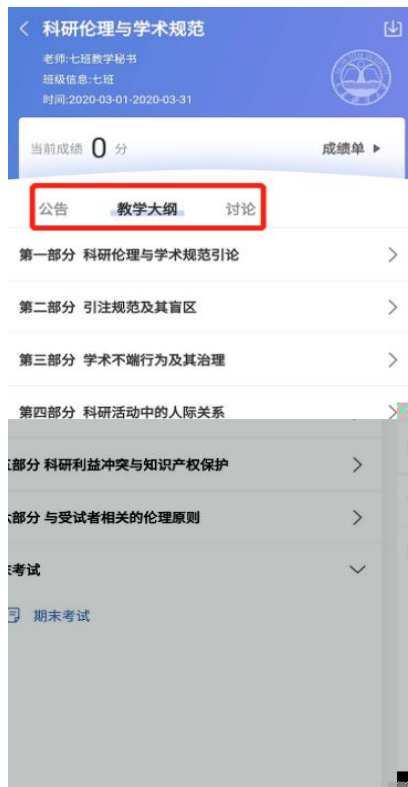 科研伦理与学术规范
老师:七班教学秘书
班级信息:七班
时间:2020-03-01-2020-03-31
当前成绩 0 分 成绩单
公告 教学大纲 讨论
第一部分 科研伦理与学术规范引论
第二部分 引注规范及其盲区
第三部分 学术不端行为及其治理
第四部分 科研活动中的人际关系
部分 科研利益冲突与知识产权保护
部分 与受试者相关的伦理原则
考试
期末考试